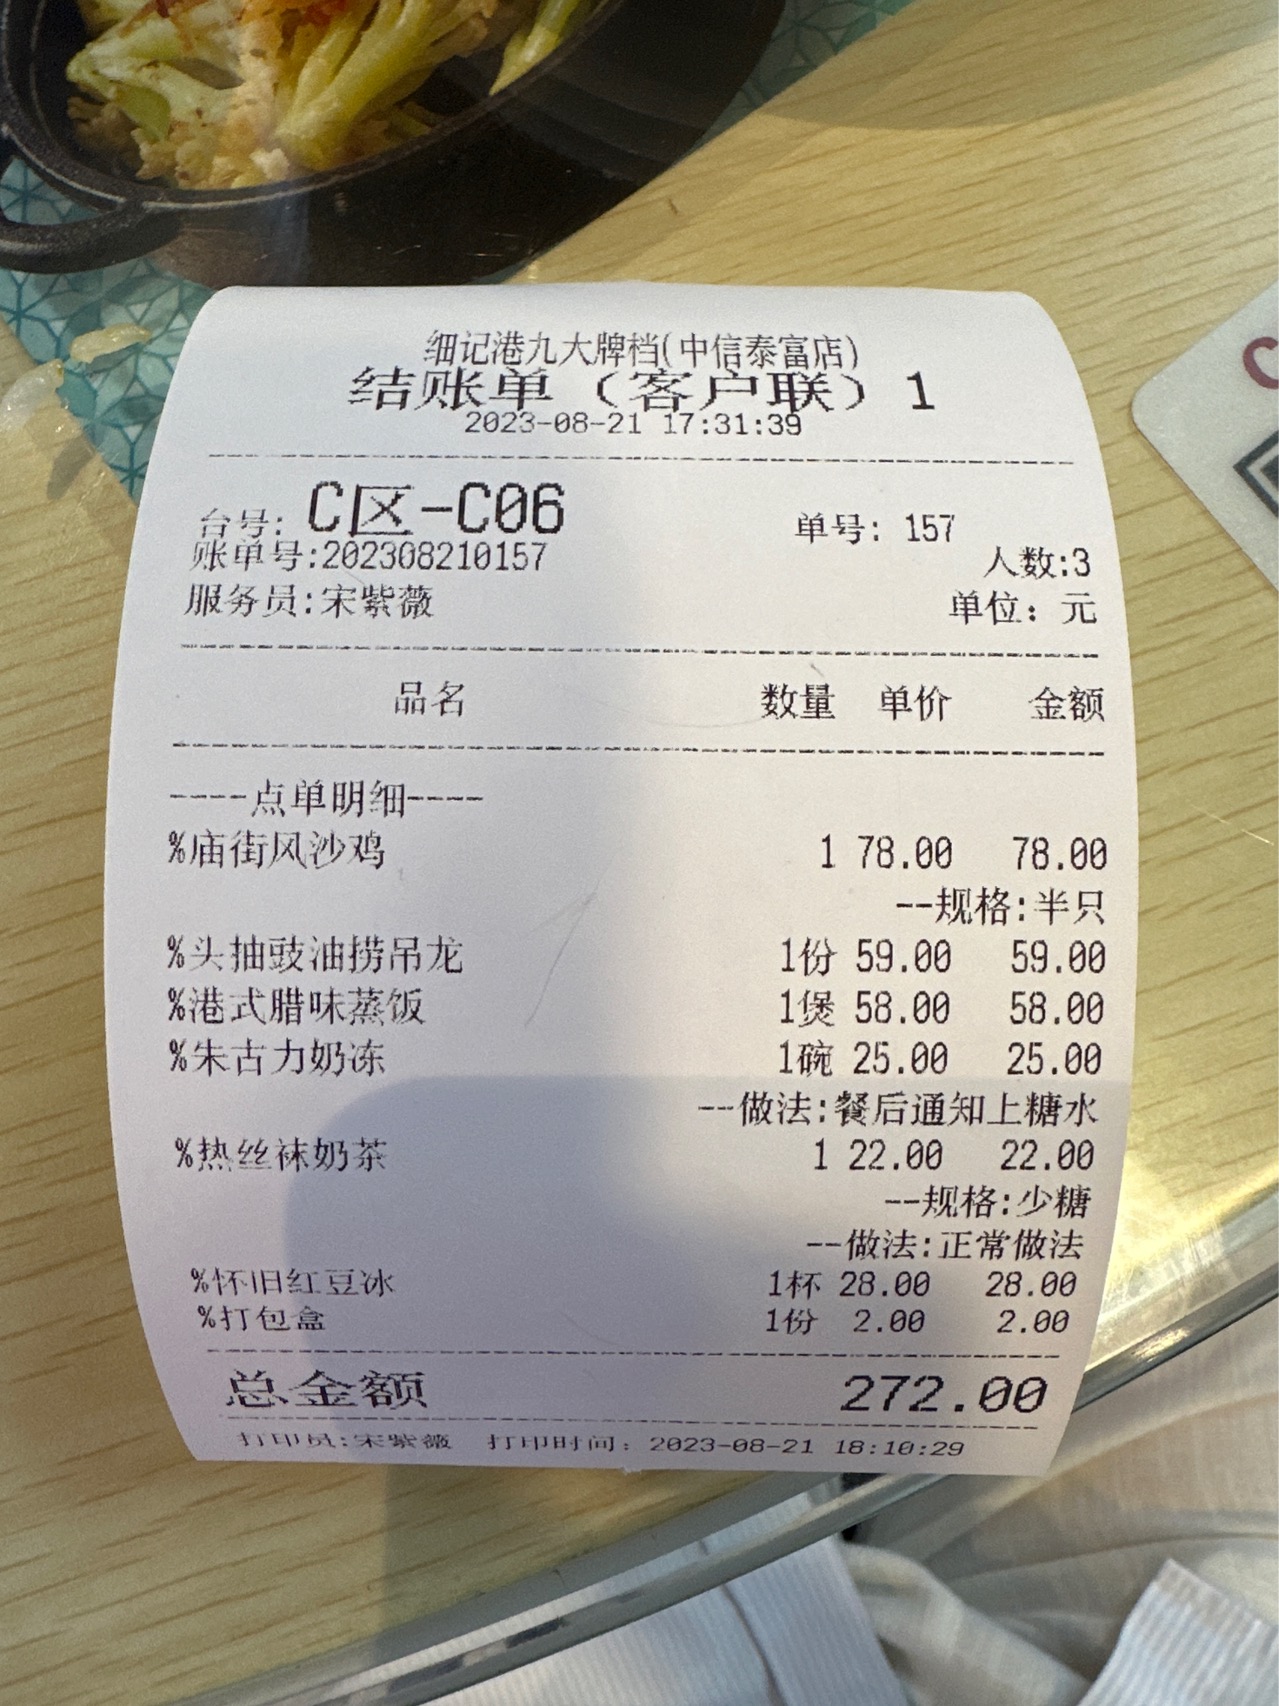 细记港九大牌档(中信泰富店)
结账单（客户联）1
2023-08-21 17:31:39
台号: C区-C06 单号: 157
账单号:202308210157 人数:3
服务员:宋紫薇 单位: 元
品名 数量 单价 金额
----点单明细----
%庙街风沙鸡 1 78.00 78.00
--规格:半只
%头抽豉油捞吊龙 1份 59.00 59.00
%港式腊味蒸饭 1煲 58.00 58.00
%朱古力奶冻 1碗 25.00 25.00
--做法:餐后通知上糖水
%热丝袜奶茶 1 22.00 22.00
--规格:少糖
--做法:正常做法
%怀旧红豆冰 1杯 28.00 28.00
%打包盒 1份 2.00 2.00
总金额 272.00
打印员:宋紫薇 打印时间: 2023-08-21 18:10:29